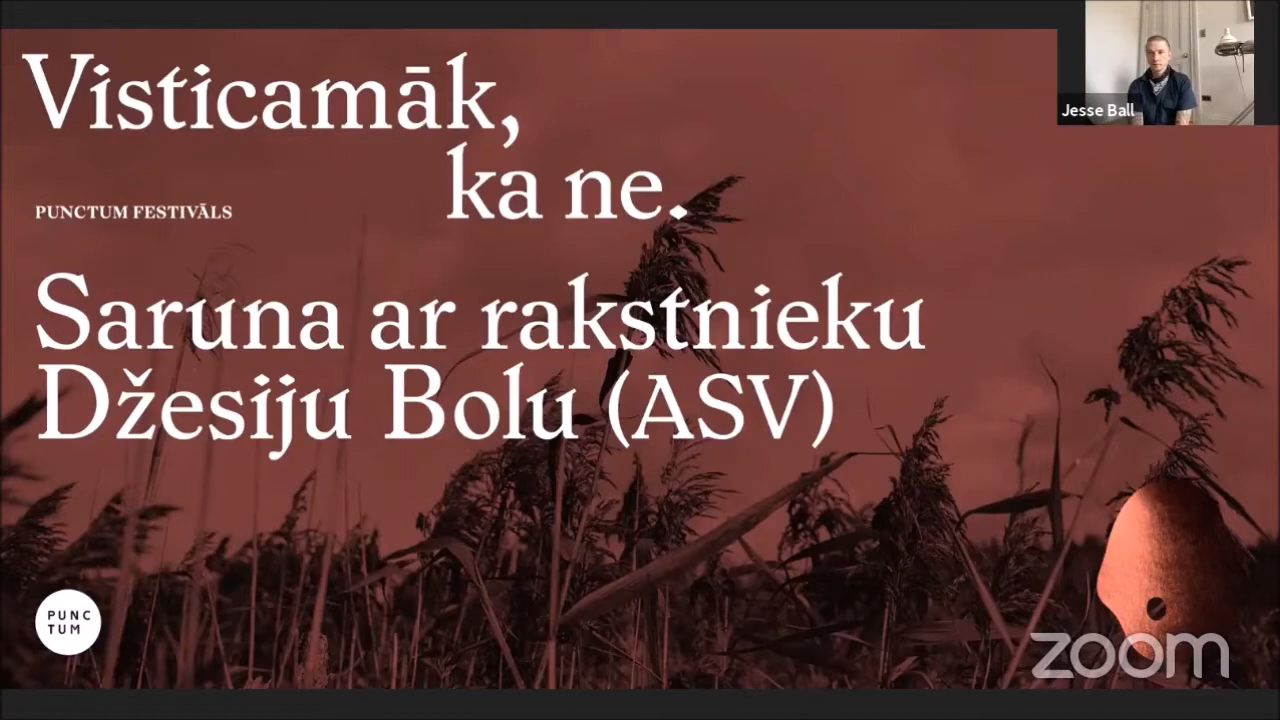 Visticamāk,
ka ne.
PUNCTUM FESTIVĀLS
Saruna ar rakstnieku
Džesiju Bolu (ASV)
Jesse Ball
PUNC
TUM
zoom